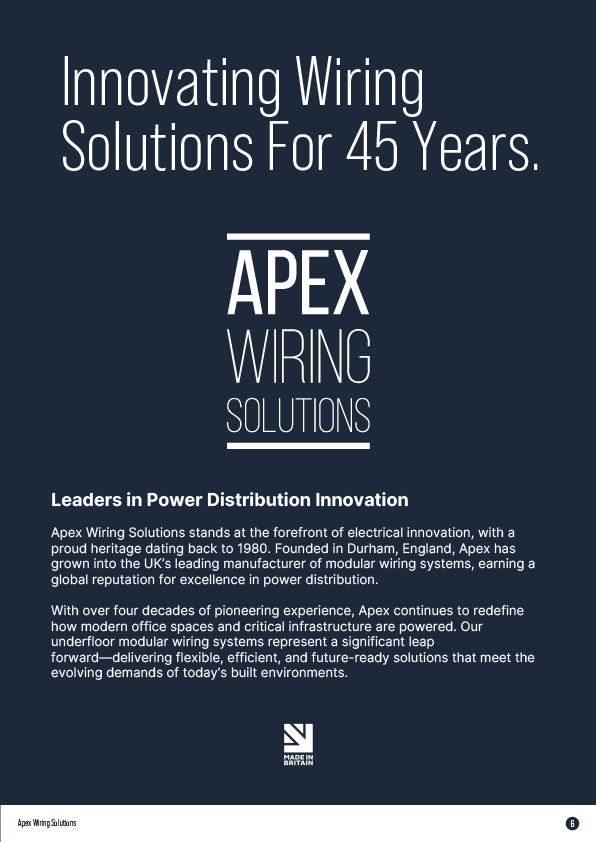 Innovating Wiring
Solutions For 45 Years.
APEX
WIRING
SOLUTIONS
Leaders in Power Distribution Innovation
Apex Wiring Solutions stands at the forefront of electrical innovation, with a
proud heritage dating back to 1980. Founded in Durham, England, Apex has
grown into the UK's leading manufacturer of modular wiring systems, earning a
global reputation for excellence in power distribution.
With over four decades of pioneering experience, Apex continues to redefine
how modern office spaces and critical infrastructure are powered. Our
underfloor modular wiring systems represent a significant leap
forward—delivering flexible, efficient, and future-ready solutions that meet the
evolving demands of today's built environments.
MADE IN
BRITAIN
Apex Wiring Solutions
6